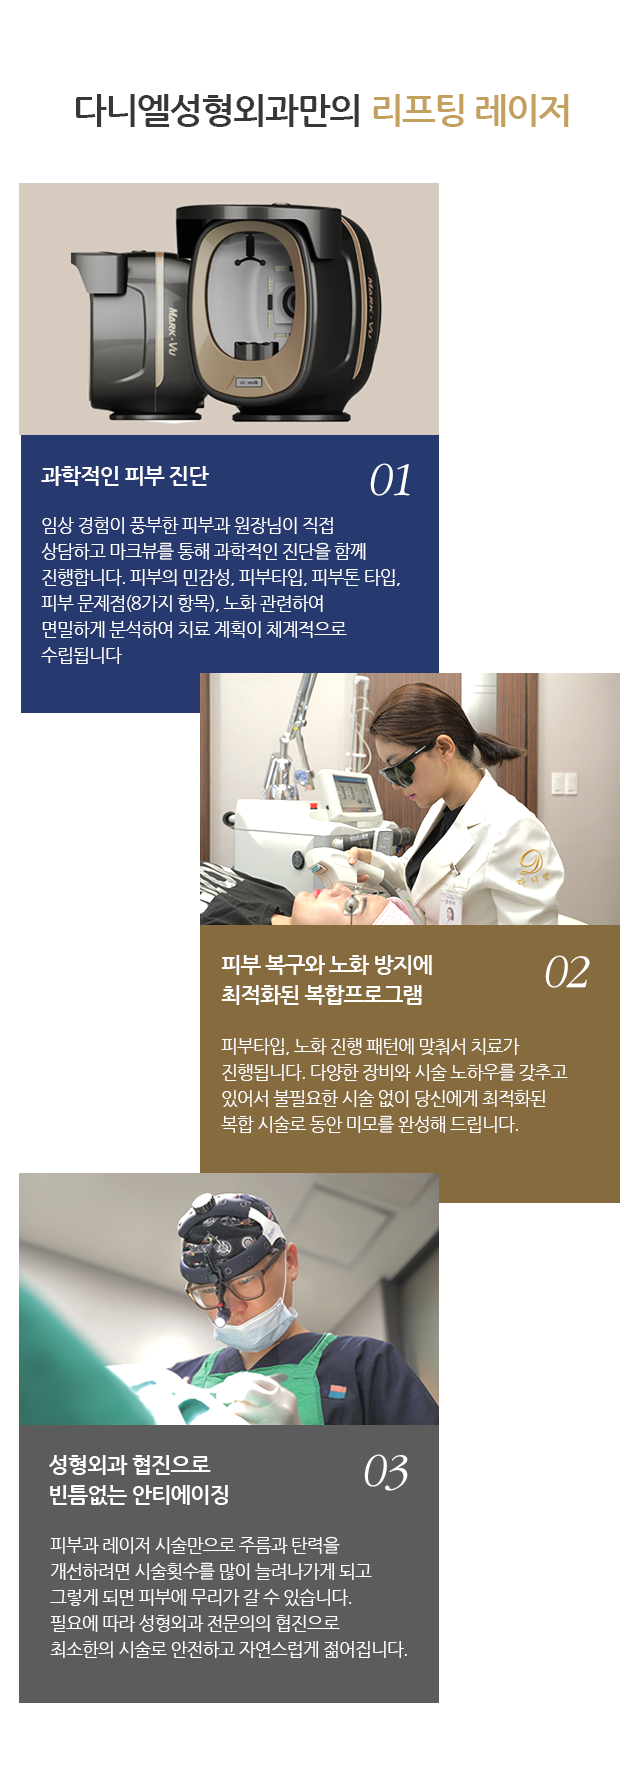 다니엘성형외과만의 리프팅 레이저
MARK-VU
MARK-VU
과학적인 피부 진단
01
임상 경험이 풍부한 피부과 원장님이 직접
상담하고 마크뷰를 통해 과학적인 진단을 함께
진행합니다. 피부의 민감성, 피부타입, 피부톤 타입,
피부 문제점(8가지 항목), 노화 관련하여
면밀하게 분석하여 치료 계획이 체계적으로
수립됩니다
다니엘
피부 복구와 노화 방지에
최적화된 복합프로그램
02
피부타입, 노화 진행 패턴에 맞춰서 치료가
진행됩니다. 다양한 장비와 시술 노하우를 갖추고
있어서 불필요한 시술 없이 당신에게 최적화된
복합 시술로 동안 미모를 완성해 드립니다.
성형외과 협진으로
빈틈없는 안티에이징
03
피부과 레이저 시술만으로 주름과 탄력을
개선하려면 시술횟수를 많이 늘려나가게 되고
그렇게 되면 피부에 무리가 갈 수 있습니다.
필요에 따라 성형외과 전문의의 협진으로
최소한의 시술로 안전하고 자연스럽게 젊어집니다.